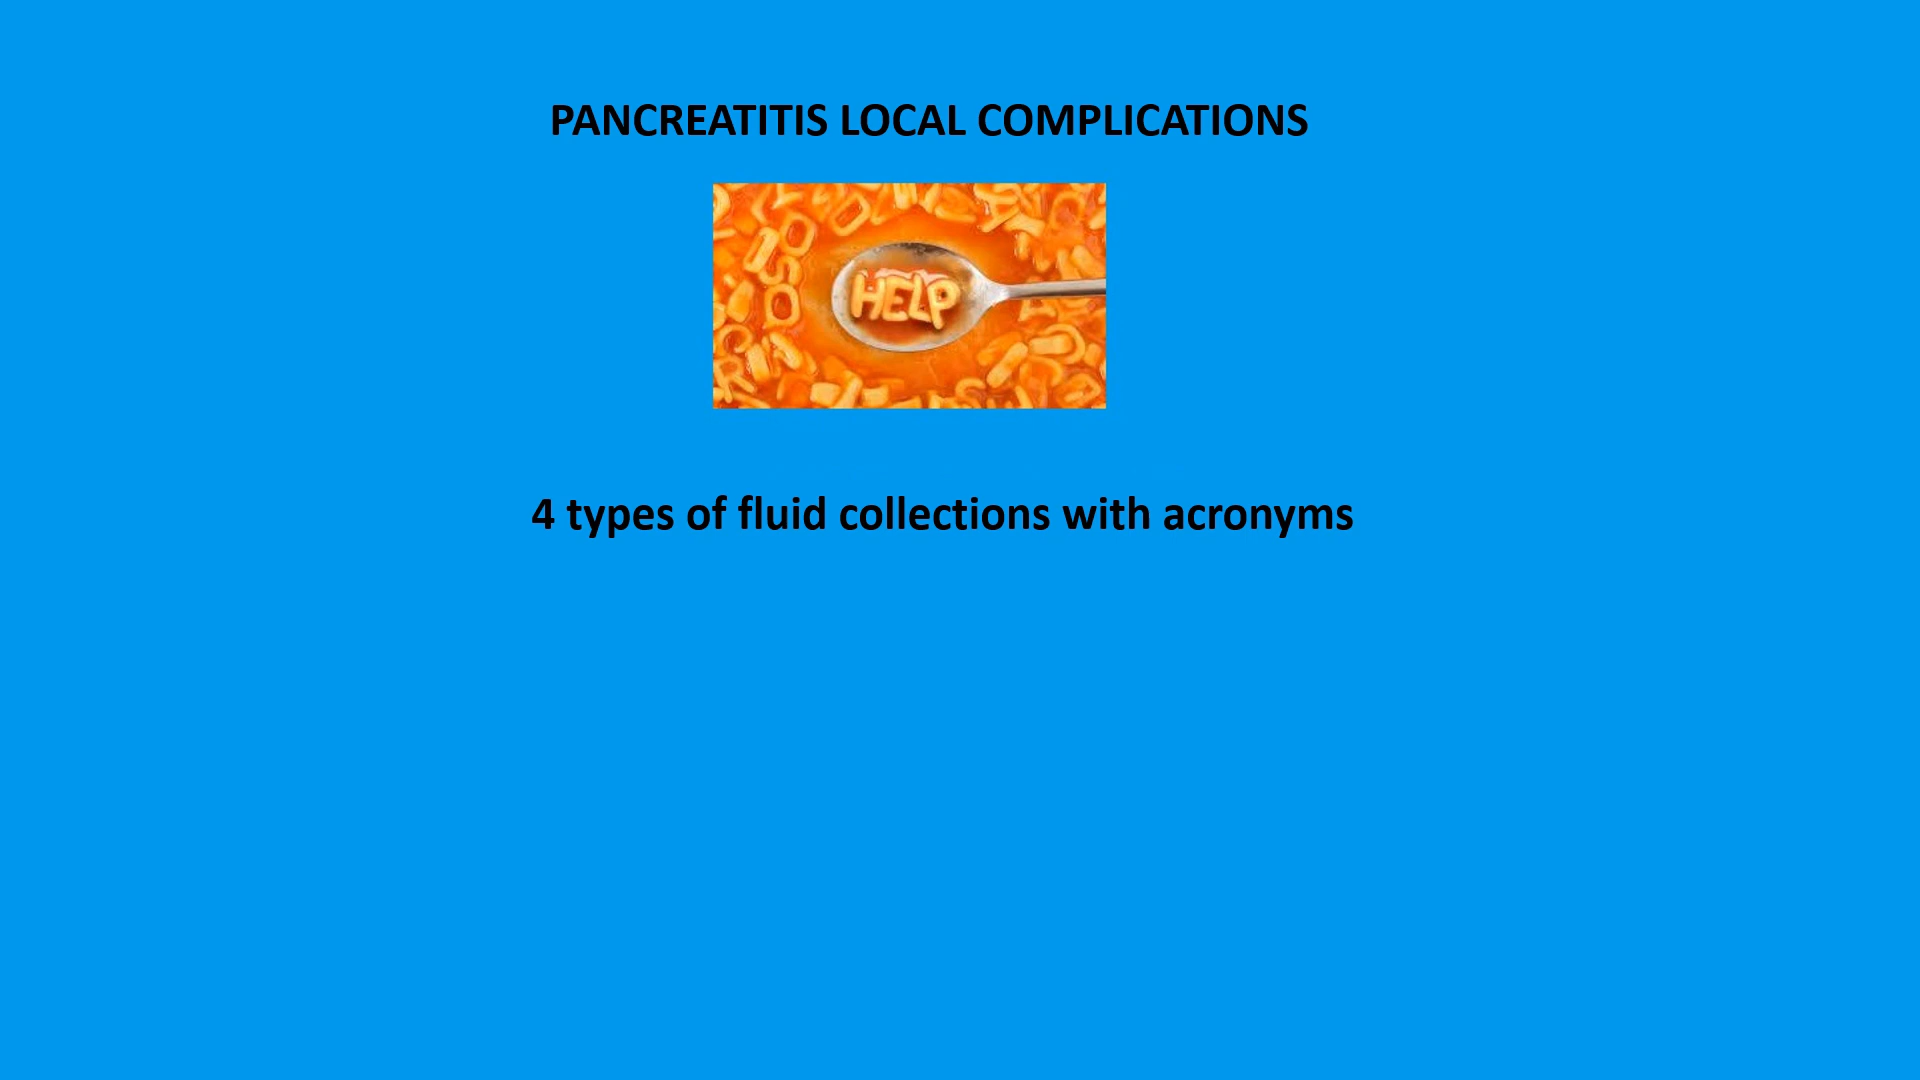 PANCREATITIS LOCAL COMPLICATIONS
HELP
4 types of fluid collections with acronyms